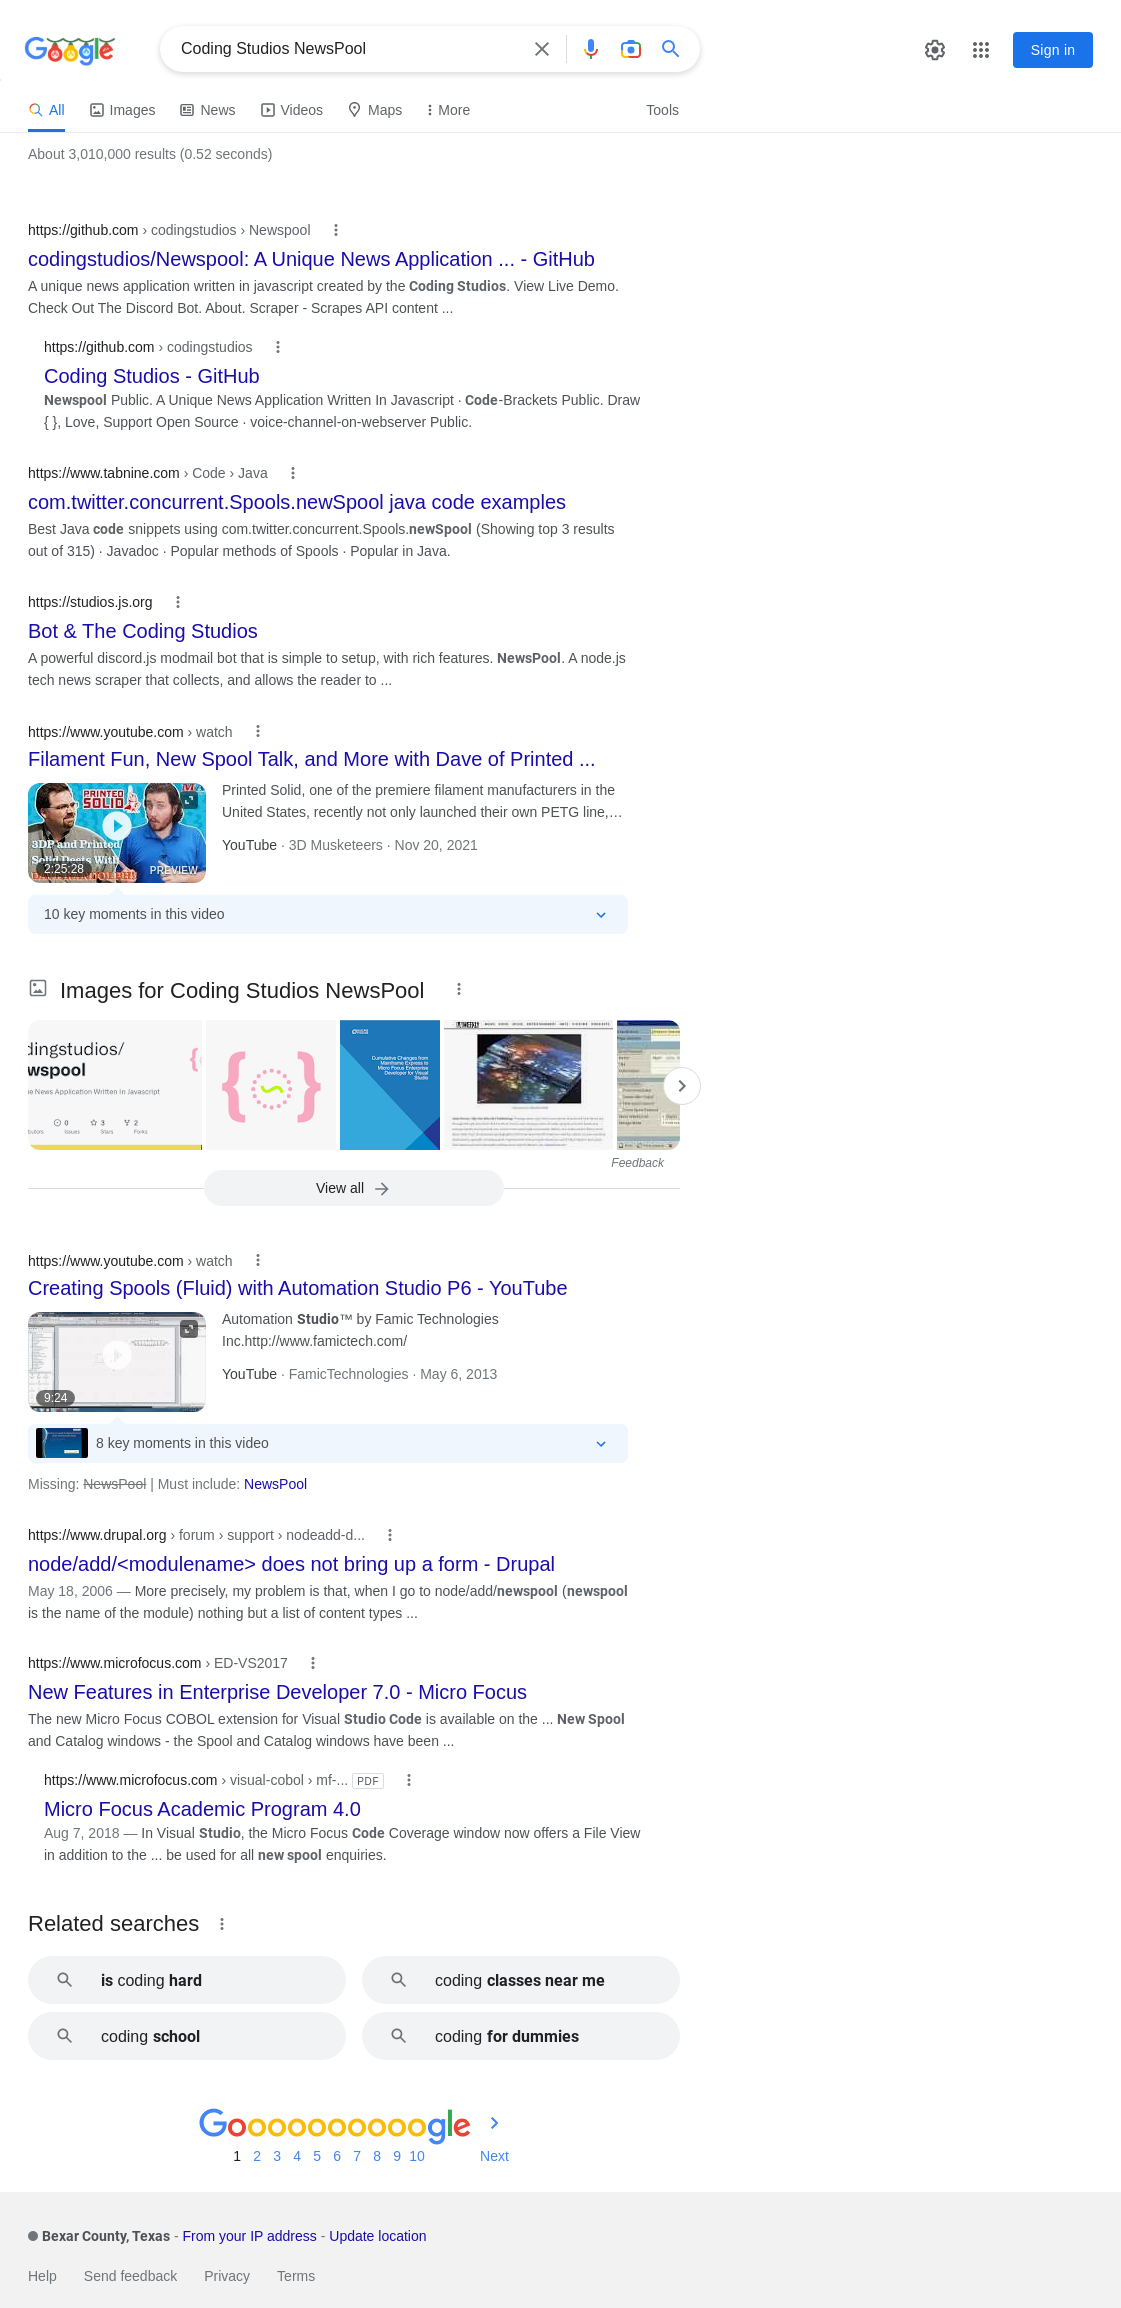 Google
Coding Studios NewsPool
Sign in
All
Images
News
Videos
Maps
More
Tools
About 3,010,000 results (0.52 seconds)
https://github.com › codingstudios › Newspool
codingstudios/Newspool: A Unique News Application ... - GitHub
A unique news application written in javascript created by the Coding Studios. View Live Demo.
Check Out The Discord Bot. About. Scraper - Scrapes API content ...
https://github.com › codingstudios
Coding Studios - GitHub
Newspool Public. A Unique News Application Written In Javascript · Code-Brackets Public. Draw
{ }, Love, Support Open Source · voice-channel-on-webserver Public.
https://www.tabnine.com › Code › Java
com.twitter.concurrent.Spools.newSpool java code examples
Best Java code snippets using com.twitter.concurrent.Spools.newSpool (Showing top 3 results
out of 315) · Javadoc · Popular methods of Spools · Popular in Java.
https://studios.js.org
Bot & The Coding Studios
A powerful discord.js modmail bot that is simple to setup, with rich features. NewsPool. A node.js
tech news scraper that collects, and allows the reader to ...
https://www.youtube.com › watch
Filament Fun, New Spool Talk, and More with Dave of Printed ...
PRINTED
SOLID
3DP and Printed
Solid Deets With
2:25:28
PREVIEW
Printed Solid, one of the premiere filament manufacturers in the
United States, recently not only launched their own PETG line,…
YouTube · 3D Musketeers · Nov 20, 2021
10 key moments in this video
Images for Coding Studios NewsPool
dingstudios/
wspool
ue News Application Written In Javascript
0
Issues
3
Stars
2
Forks
{ }
Cumulative Changes from
Mainframe Express to
Micro Focus Enterprise
Developer for Visual
Studio
Feedback
View all
https://www.youtube.com › watch
Creating Spools (Fluid) with Automation Studio P6 - YouTube
9:24
Automation Studio™ by Famic Technologies
Inc.http://www.famictech.com/
YouTube · FamicTechnologies · May 6, 2013
8 key moments in this video
Missing: NewsPool | Must include: NewsPool
https://www.drupal.org › forum › support › nodeadd-d...
node/add/<modulename> does not bring up a form - Drupal
May 18, 2006 — More precisely, my problem is that, when I go to node/add/newspool (newspool
is the name of the module) nothing but a list of content types ...
https://www.microfocus.com › ED-VS2017
New Features in Enterprise Developer 7.0 - Micro Focus
The new Micro Focus COBOL extension for Visual Studio Code is available on the ... New Spool
and Catalog windows - the Spool and Catalog windows have been ...
https://www.microfocus.com › visual-cobol › mf-... PDF
Micro Focus Academic Program 4.0
Aug 7, 2018 — In Visual Studio, the Micro Focus Code Coverage window now offers a File View
in addition to the ... be used for all new spool enquiries.
Related searches
is coding hard
coding classes near me
coding school
coding for dummies
Goooooooooogle
1 2 3 4 5 6 7 8 9 10 Next
Bexar County, Texas - From your IP address - Update location
Help
Send feedback
Privacy
Terms